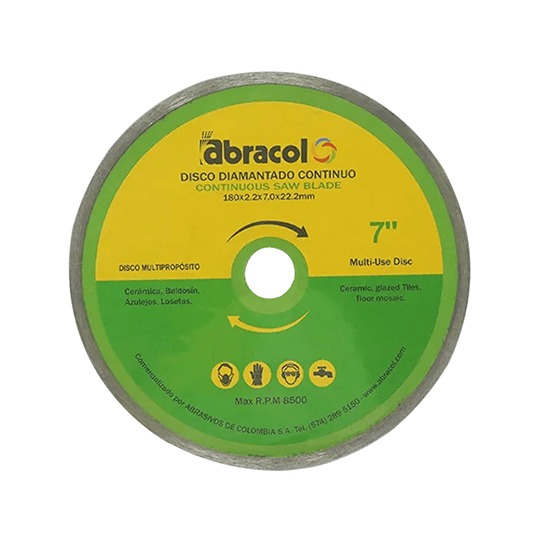 abracol
DISCO DIAMANTADO CONTINUO
CONTINUOUS SAW BLADE
180x2.2x7.0x22.2mm
7"
DISCO MULTIPROPÓSITO
Multi-Use Disc
Cerámica, Baldosín,
Azulejos, Losetas.
Ceramic, glazed Tiles,
floor mosaic.
Max R.P.M 8500
Comercializado por ABRASIVOS DE COLOMBIA S.A. Tel. (574) 289 5150 - www.abracol.com